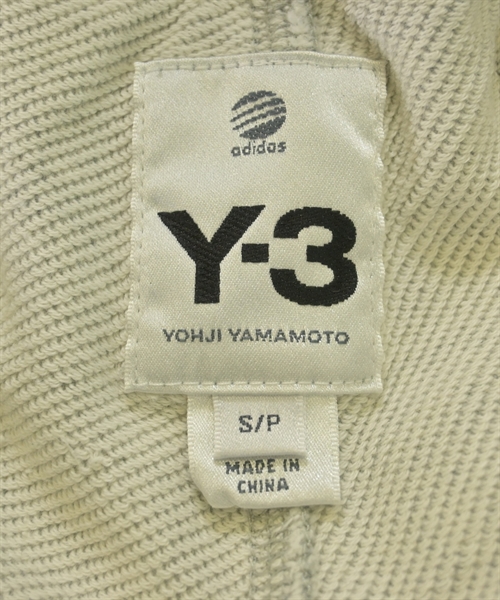 adidas
Y-3
YOHJI YAMAMOTO
S/P
MADE IN
CHINA